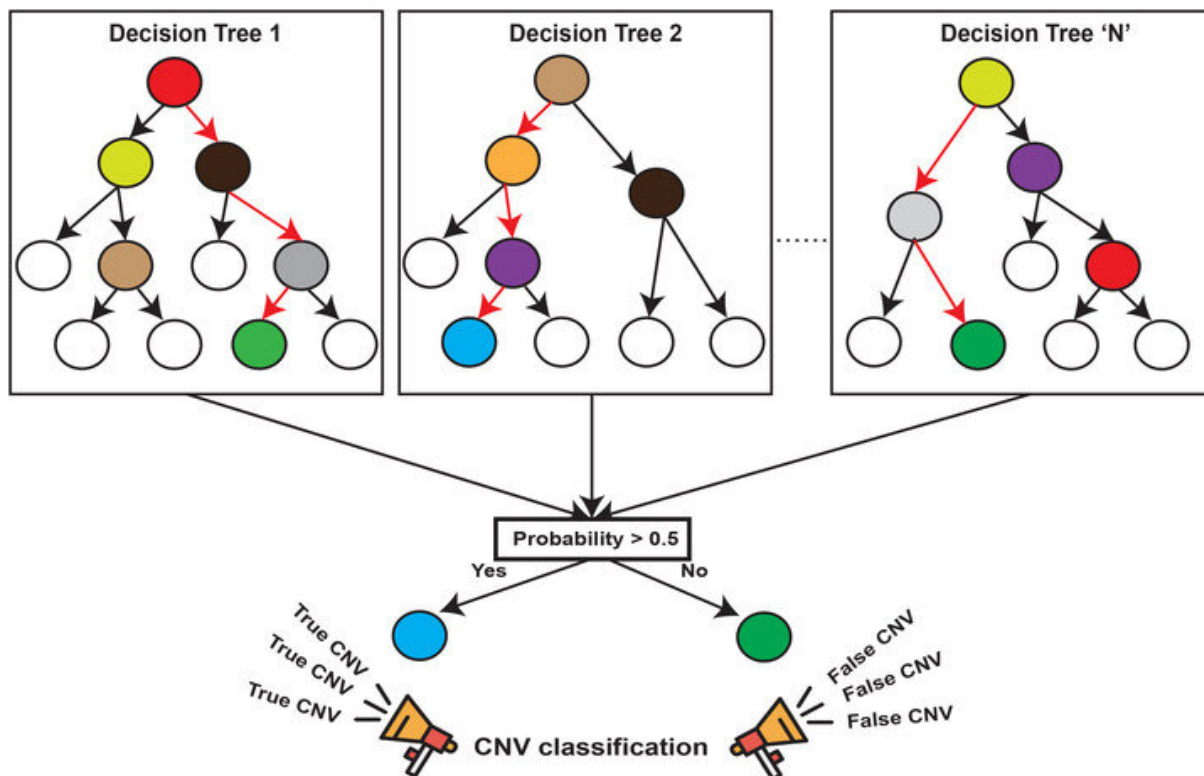 Decision Tree 1
Decision Tree 2
Decision Tree ‘N’
Probability > 0.5
Yes
No
True CNV
True CNV
True CNV
False CNV
False CNV
False CNV
CNV classification